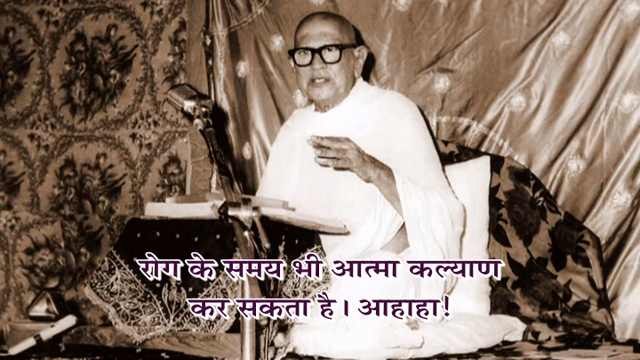 रोग के समय भी आत्मा कल्याण
कर सकता है। आहाहा!